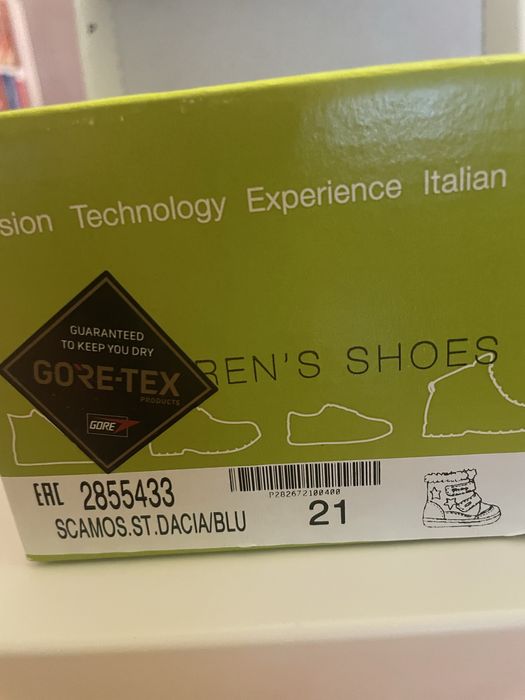 sion Technology Experience Italian
GUARANTEED
TO KEEP YOU DRY
GORE-TEX
PRODUCTS
GORE
REN'S SHOES
EAC 2855433
P282672100400
21
SCAMOS.ST.DACIA/BLU